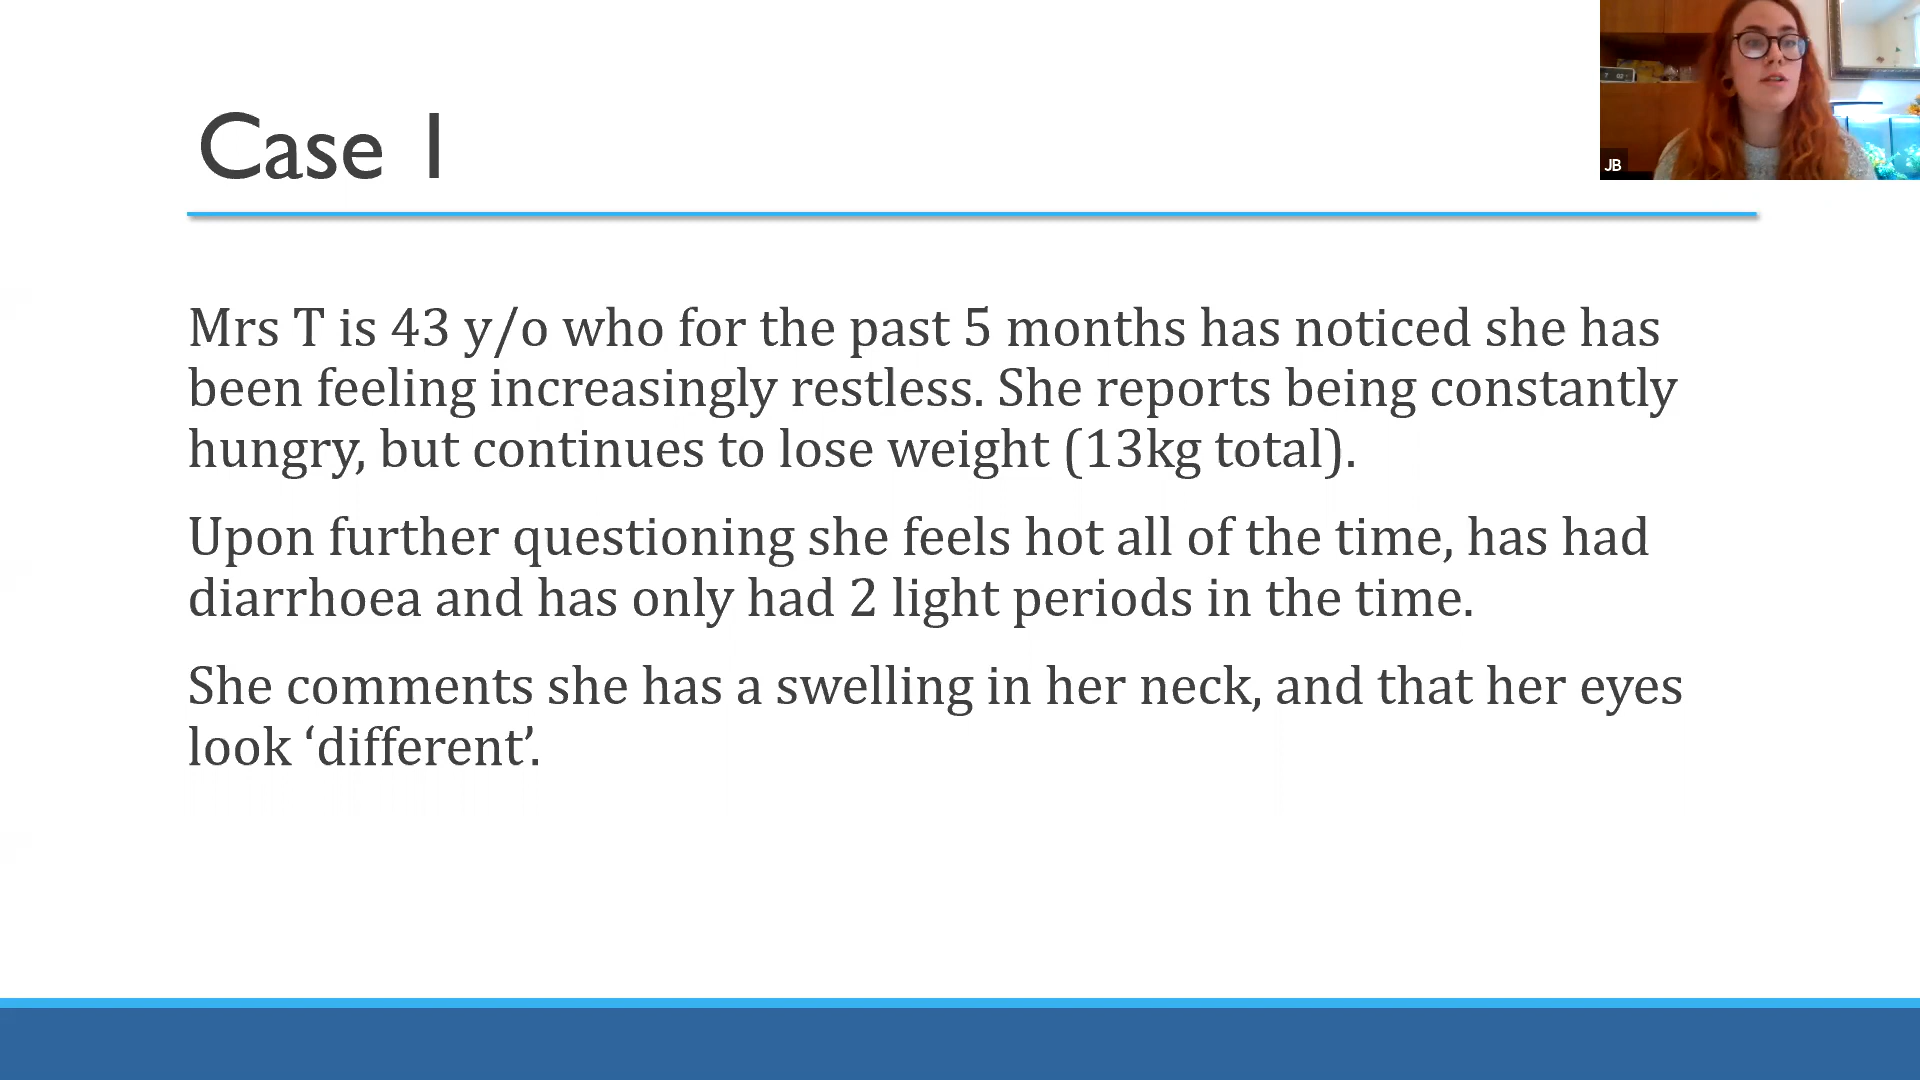 Case 1
JB
Mrs T is 43 y/o who for the past 5 months has noticed she has
been feeling increasingly restless. She reports being constantly
hungry, but continues to lose weight (13kg total).
Upon further questioning she feels hot all of the time, has had
diarrhoea and has only had 2 light periods in the time.
She comments she has a swelling in her neck, and that her eyes
look ‘different’.